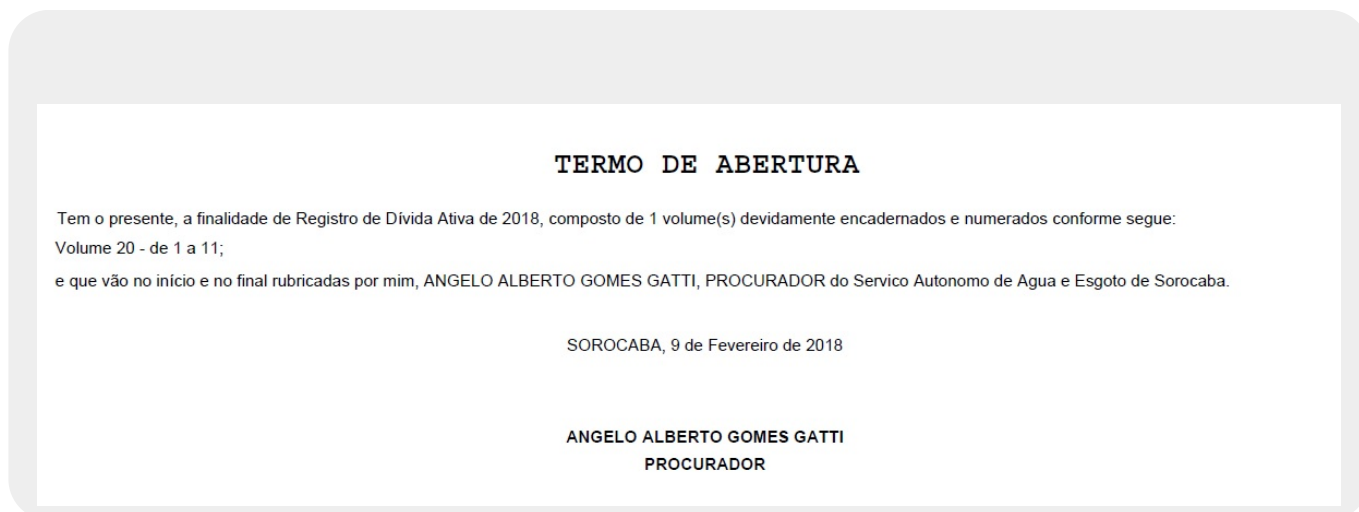 TERMO DE ABERTURA
Tem o presente, a finalidade de Registro de Dívida Ativa de 2018, composto de 1 volume(s) devidamente encadernados e numerados conforme segue:
Volume 20 - de 1 a 11;
e que vão no início e no final rubricadas por mim, ANGELO ALBERTO GOMES GATTI, PROCURADOR do Servico Autonomo de Agua e Esgoto de Sorocaba.
SOROCABA, 9 de Fevereiro de 2018
ANGELO ALBERTO GOMES GATTI
PROCURADOR